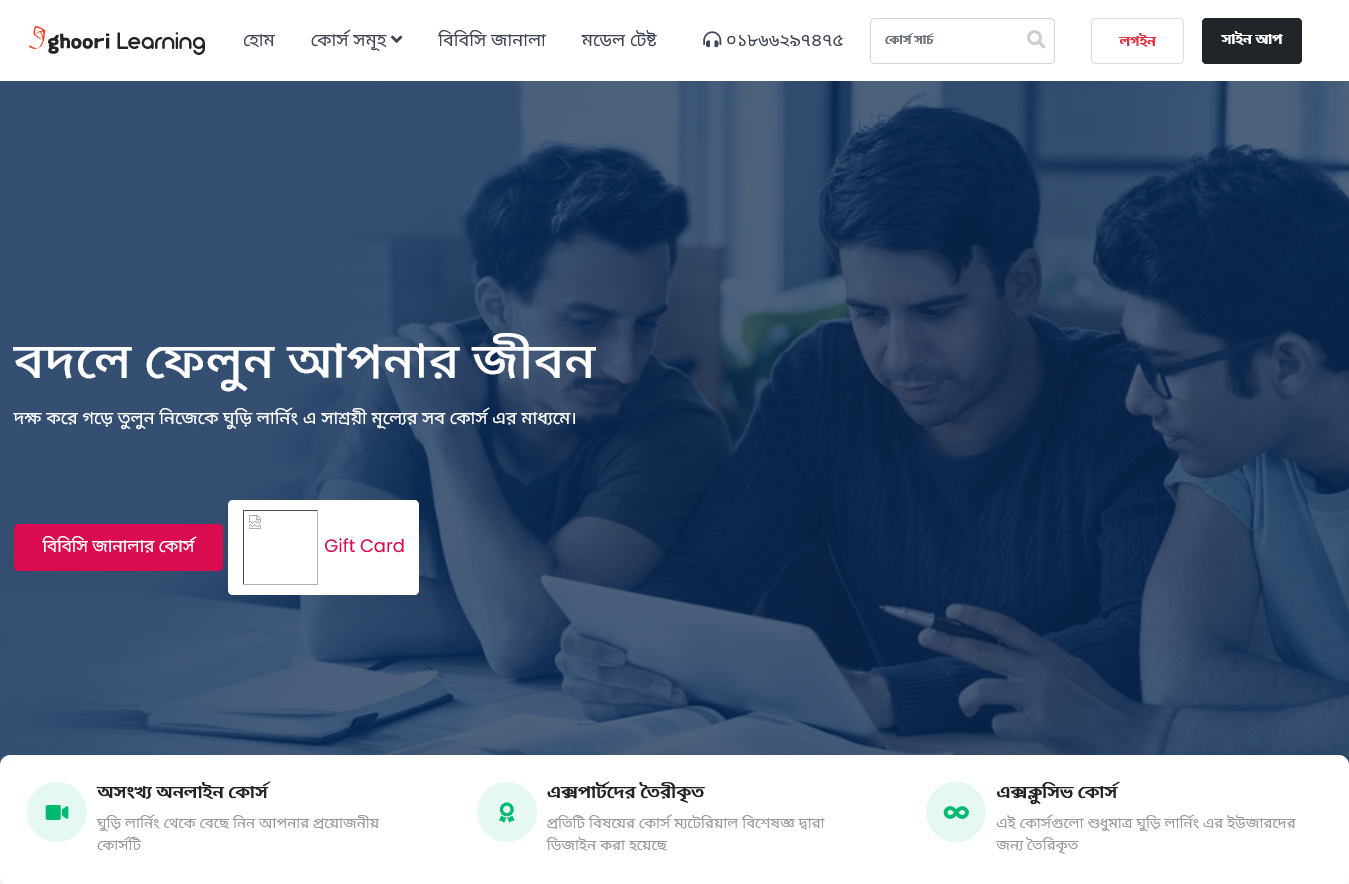 ghoori Learning
হোম
কোর্স সমূহ
বিবিসি জানালা
মডেল টেষ্ট
০১৮৬৬২৯৭৪৭৫
কোর্স সার্চ
লগইন
সাইন আপ
বদলে ফেলুন আপনার জীবন
দক্ষ করে গড়ে তুলুন নিজেকে ঘুড়ি লার্নিং এ সাশ্রয়ী মূল্যের সব কোর্স এর মাধ্যমে।
বিবিসি জানালার কোর্স
Gift Card
অসংখ্য অনলাইন কোর্স
ঘুড়ি লার্নিং থেকে বেছে নিন আপনার প্রয়োজনীয়
কোর্সটি
এক্সপার্টদের তৈরীকৃত
প্রতিটি বিষয়ের কোর্স ম্যটেরিয়াল বিশেষজ্ঞ দ্বারা
ডিজাইন করা হয়েছে
এক্সক্লুসিভ কোর্স
এই কোর্সগুলো শুধুমাত্র ঘুড়ি লার্নিং এর ইউজারদের
জন্য তৈরিকৃত